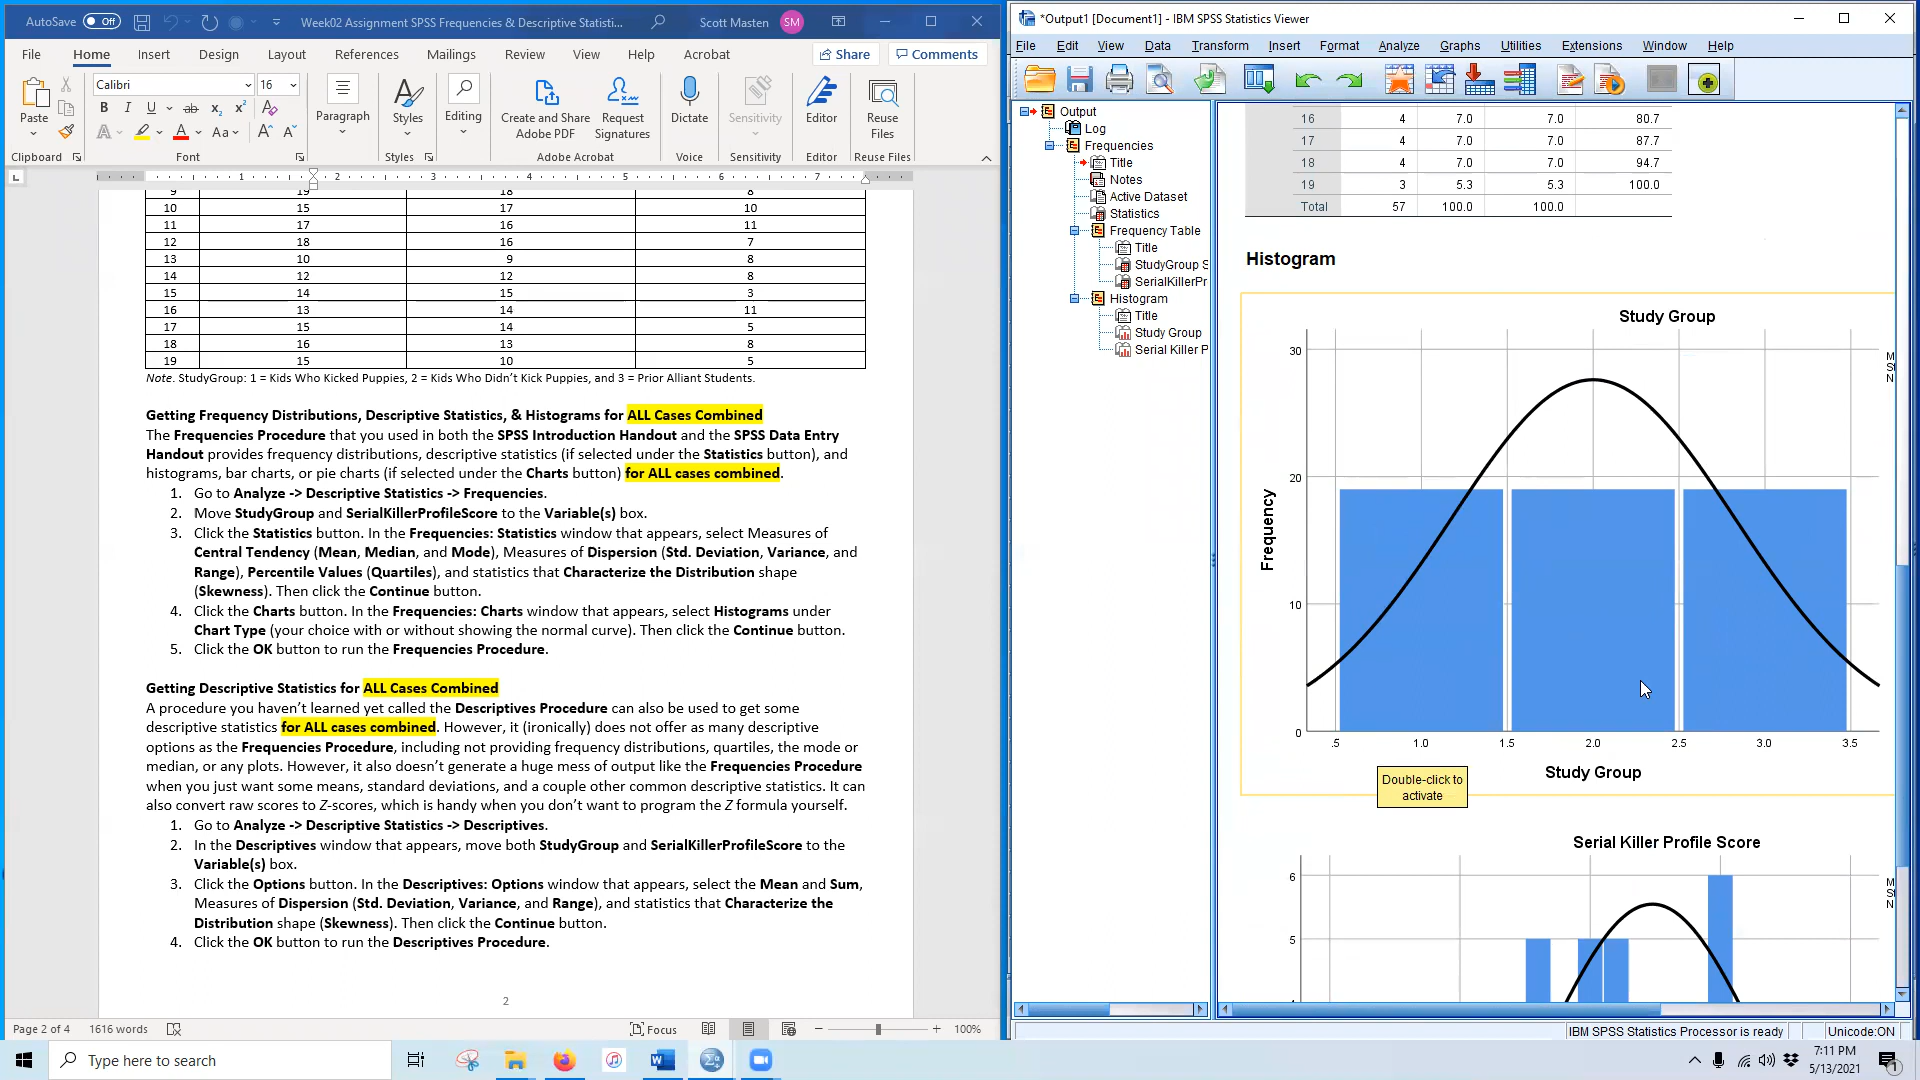 AutoSave Off
Week02 Assignment SPSS Frequencies & Descriptive Statisti...
Scott Masten SM
File Home Insert Design Layout References Mailings Review View Help Acrobat
Share Comments
Calibri 16
B I U ab x₂ x²
A A Aa A A
Paste
Paragraph
Styles
Editing
Create and Share
Adobe PDF
Request
Signatures
Dictate
Sensitivity
Editor
Reuse
Files
Clipboard Font Styles Adobe Acrobat Voice Sensitivity Editor Reuse Files
1 2 3 4 5 6 7
9 19 18 8
10 15 17 10
11 17 16 11
12 18 16 7
13 10 9 8
14 12 12 8
15 14 15 3
16 13 14 11
17 15 14 5
18 16 13 8
19 15 10 5
Note. StudyGroup: 1 = Kids Who Kicked Puppies, 2 = Kids Who Didn't Kick Puppies, and 3 = Prior Alliant Students.
Getting Frequency Distributions, Descriptive Statistics, & Histograms for ALL Cases Combined
The Frequencies Procedure that you used in both the SPSS Introduction Handout and the SPSS Data Entry
Handout provides frequency distributions, descriptive statistics (if selected under the Statistics button), and
histograms, bar charts, or pie charts (if selected under the Charts button) for ALL cases combined.
1. Go to Analyze -> Descriptive Statistics -> Frequencies.
2. Move StudyGroup and SerialKillerProfileScore to the Variable(s) box.
3. Click the Statistics button. In the Frequencies: Statistics window that appears, select Measures of
Central Tendency (Mean, Median, and Mode), Measures of Dispersion (Std. Deviation, Variance, and
Range), Percentile Values (Quartiles), and statistics that Characterize the Distribution shape
(Skewness). Then click the Continue button.
4. Click the Charts button. In the Frequencies: Charts window that appears, select Histograms under
Chart Type (your choice with or without showing the normal curve). Then click the Continue button.
5. Click the OK button to run the Frequencies Procedure.
Getting Descriptive Statistics for ALL Cases Combined
A procedure you haven't learned yet called the Descriptives Procedure can also be used to get some
descriptive statistics for ALL cases combined. However, it (ironically) does not offer as many descriptive
options as the Frequencies Procedure, including not providing frequency distributions, quartiles, the mode or
median, or any plots. However, it also doesn't generate a huge mess of output like the Frequencies Procedure
when you just want some means, standard deviations, and a couple other common descriptive statistics. It can
also convert raw scores to Z-scores, which is handy when you don't want to program the Z formula yourself.
1. Go to Analyze -> Descriptive Statistics -> Descriptives.
2. In the Descriptives window that appears, move both StudyGroup and SerialKillerProfileScore to the
Variable(s) box.
3. Click the Options button. In the Descriptives: Options window that appears, select the Mean and Sum,
Measures of Dispersion (Std. Deviation, Variance, and Range), and statistics that Characterize the
Distribution shape (Skewness). Then click the Continue button.
4. Click the OK button to run the Descriptives Procedure.
2
Page 2 of 4 1616 words Focus 100%
*Output1 [Document1] - IBM SPSS Statistics Viewer
File Edit View Data Transform Insert Format Analyze Graphs Utilities Extensions Window Help
Output
Log
Frequencies
Title
Notes
Active Dataset
Statistics
Frequency Table
Title
StudyGroup S
SerialKillerPr
Histogram
Title
Study Group
Serial Killer P
16 4 7.0 7.0 80.7
17 4 7.0 7.0 87.7
18 4 7.0 7.0 94.7
19 3 5.3 5.3 100.0
Total 57 100.0 100.0
Histogram
Study Group
30
20
10
0
Frequency
M
St
N
.5 1.0 1.5 2.0 2.5 3.0 3.5
Study Group
Double-click to
activate
Serial Killer Profile Score
6
5
M
St
N
IBM SPSS Statistics Processor is ready Unicode:ON
Type here to search
7:11 PM
5/13/2021
1